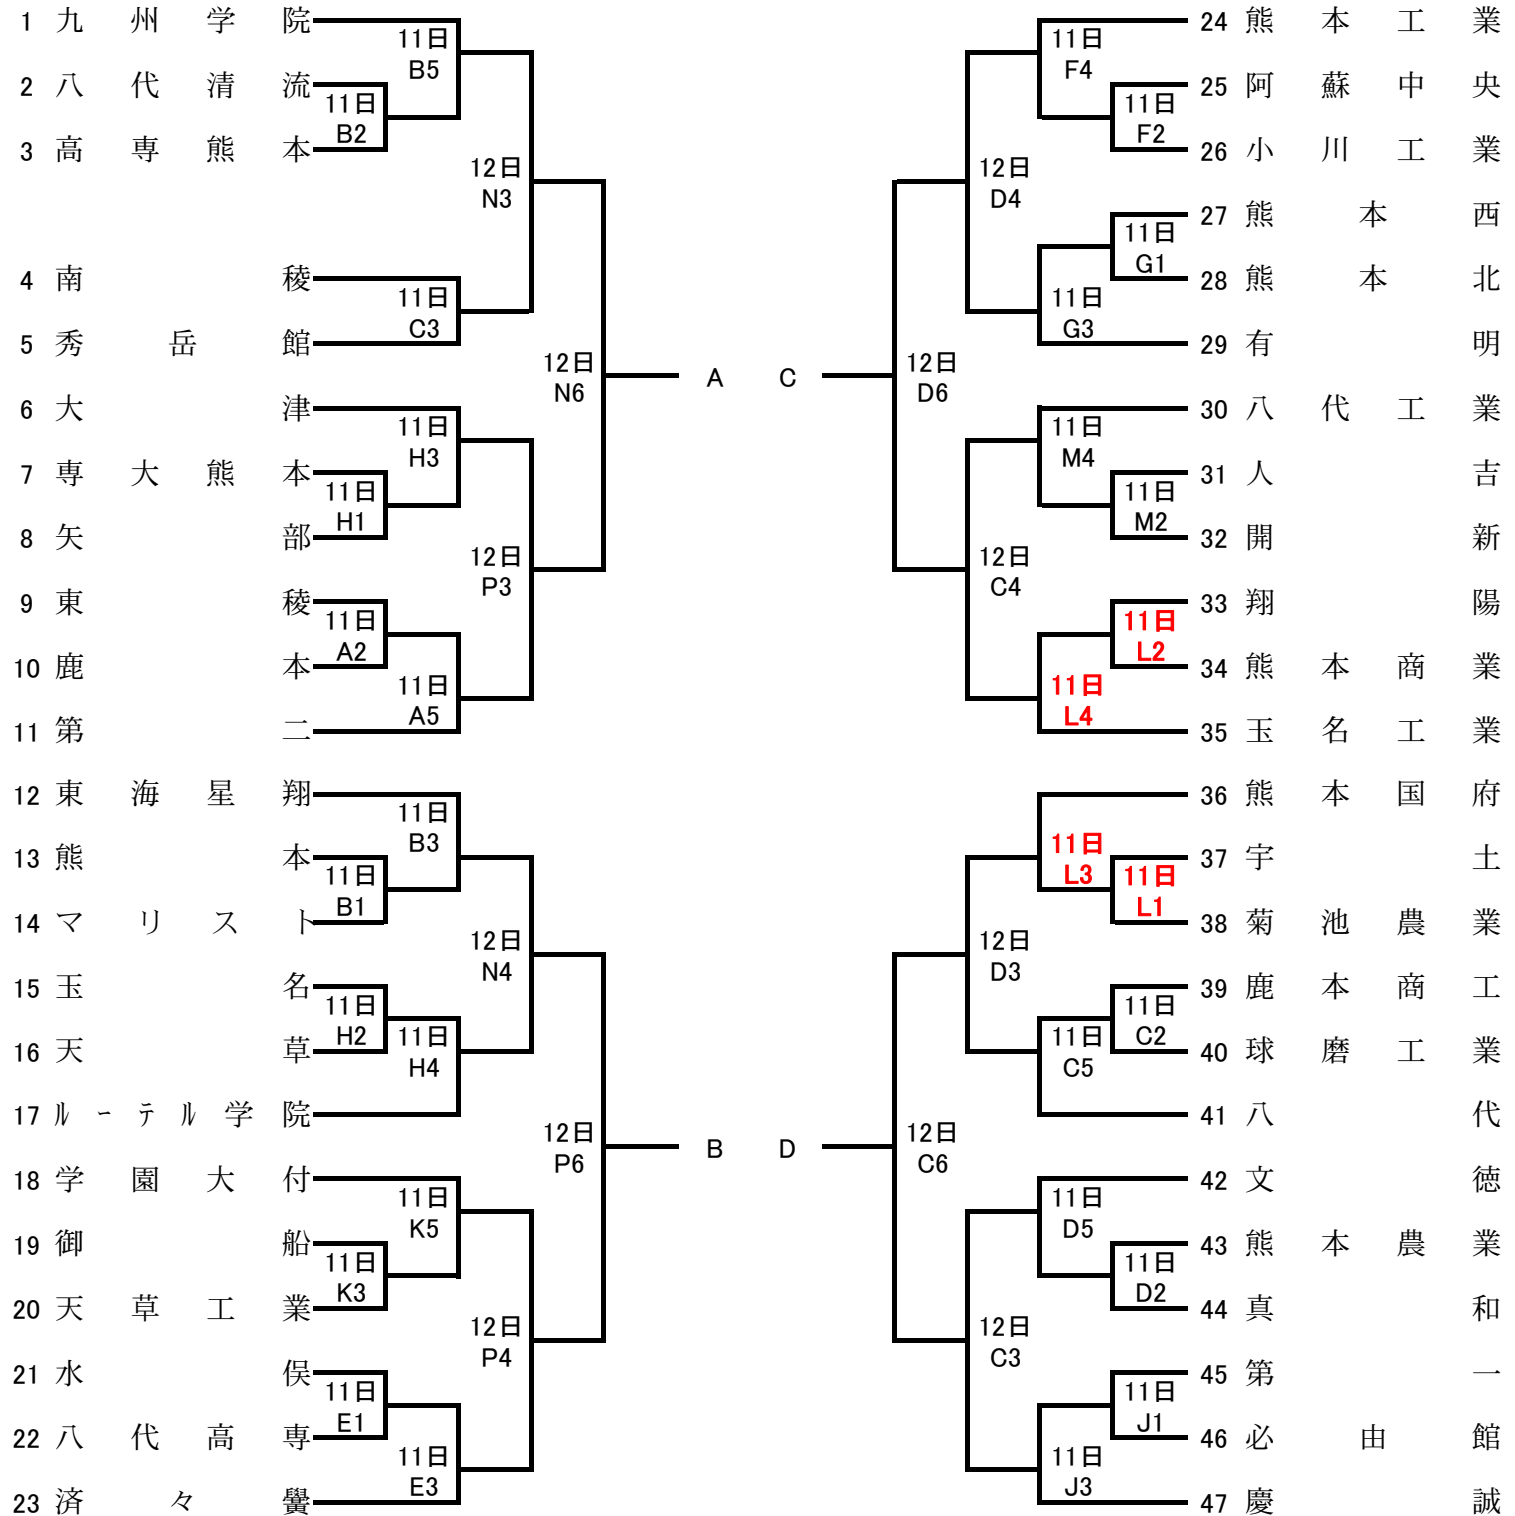 1 九州学院
11日
B5
2 八代清流
11日
B2
3 高専熊本
12日
N3
4 南稜
11日
C3
5 秀岳館
12日
N6
A
6 大津
11日
H3
7 専大熊本
11日
H1
8 矢部
12日
P3
9 東稜
11日
A2
10 鹿本
11日
A5
11 第二
12 東海星翔
11日
B3
13 熊本
11日
B1
14 マリスト
12日
N4
15 玉名
11日
H2
16 天草
11日
H4
17 ルーテル学院
12日
P6
B
18 学園大付
11日
K5
19 御船
11日
K3
20 天草工業
12日
P4
21 水俣
11日
E1
22 八代高専
11日
E3
23 済々黌
24 熊本工業
11日
F4
25 阿蘇中央
11日
F2
26 小川工業
12日
D4
27 熊本西
11日
G1
28 熊本北
11日
G3
29 有明
C
12日
D6
30 八代工業
11日
M4
31 人吉
11日
M2
32 開新
12日
C4
33 翔陽
11日
L2
34 熊本商業
11日
L4
35 玉名工業
36 熊本国府
11日
L3
37 宇土
11日
L1
38 菊池農業
12日
D3
39 鹿本商工
11日
C2
40 球磨工業
11日
C5
41 八代
D
12日
C6
42 文徳
11日
D5
43 熊本農業
11日
D2
44 真和
12日
C3
45 第一
11日
J1
46 必由館
11日
J3
47 慶誠